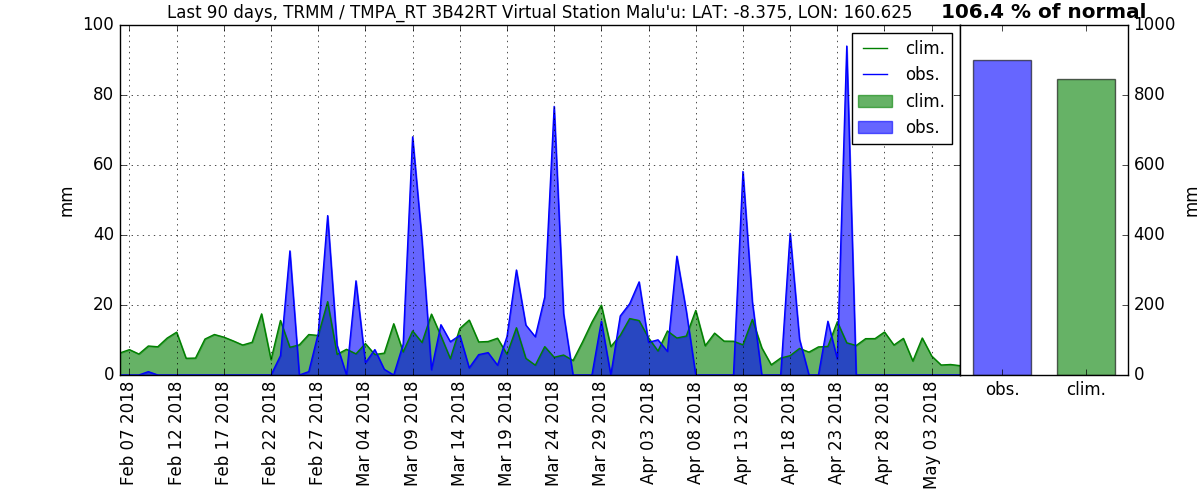 Last 90 days, TRMM / TMPA_RT 3B42RT Virtual Station Malu'u: LAT: -8.375, LON: 160.625
106.4 % of normal
100
80
60
40
20
0
mm
clim.
obs.
clim.
obs.
1000
800
600
400
200
0
mm
Feb 07 2018
Feb 12 2018
Feb 17 2018
Feb 22 2018
Feb 27 2018
Mar 04 2018
Mar 09 2018
Mar 14 2018
Mar 19 2018
Mar 24 2018
Mar 29 2018
Apr 03 2018
Apr 08 2018
Apr 13 2018
Apr 18 2018
Apr 23 2018
Apr 28 2018
May 03 2018
obs.
clim.